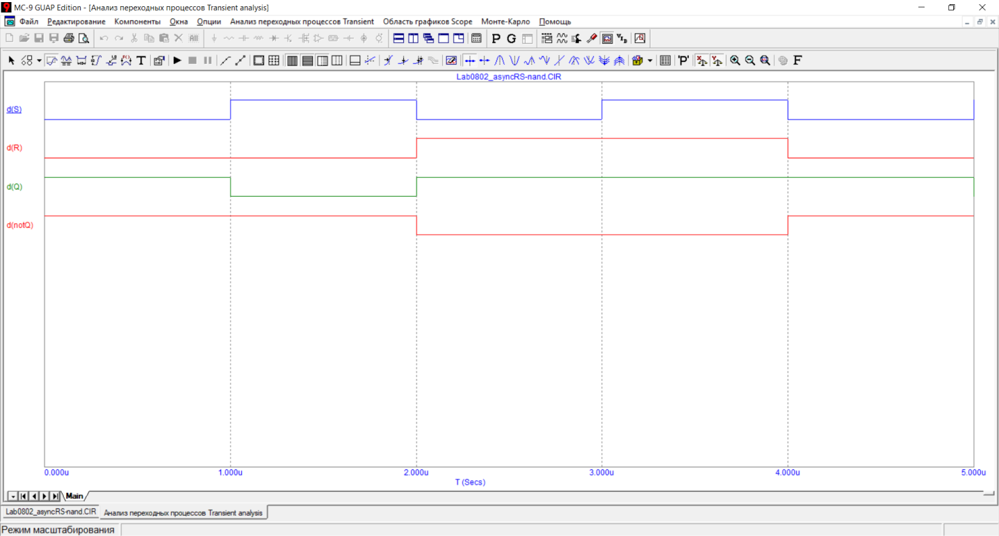 MC-9 GUAP Edition - [Анализ переходных процессов Transient analysis]
Файл Редактирование Компоненты Окна Опции Анализ переходных процессов Transient Область графиков Scope Монте-Карло Помощь
All P G
T 'P' F
Lab0802_asyncRS-nand.CIR
d(S)
d(R)
d(Q)
d(notQ)
0.000u 1.000u 2.000u 3.000u 4.000u 5.000u
T (Secs)
Main
Lab0802_asyncRS-nand.CIR Анализ переходных процессов Transient analysis
Режим масштабирования